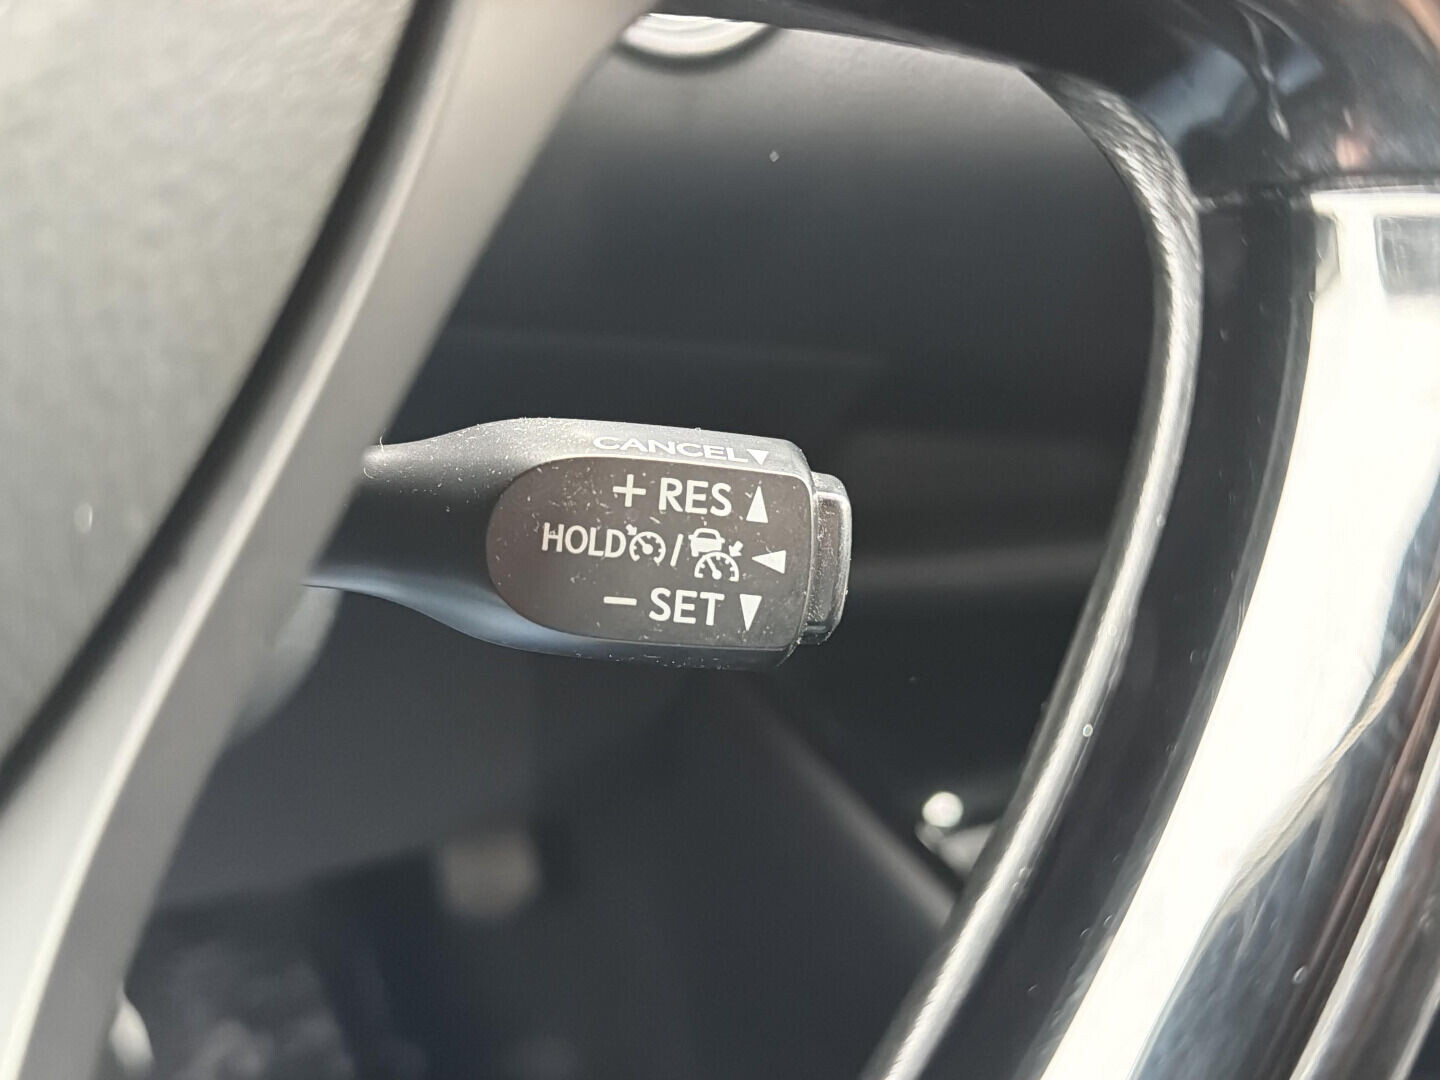 CANCEL▼
+ RES ▲
HOLD / ◀
− SET ▼